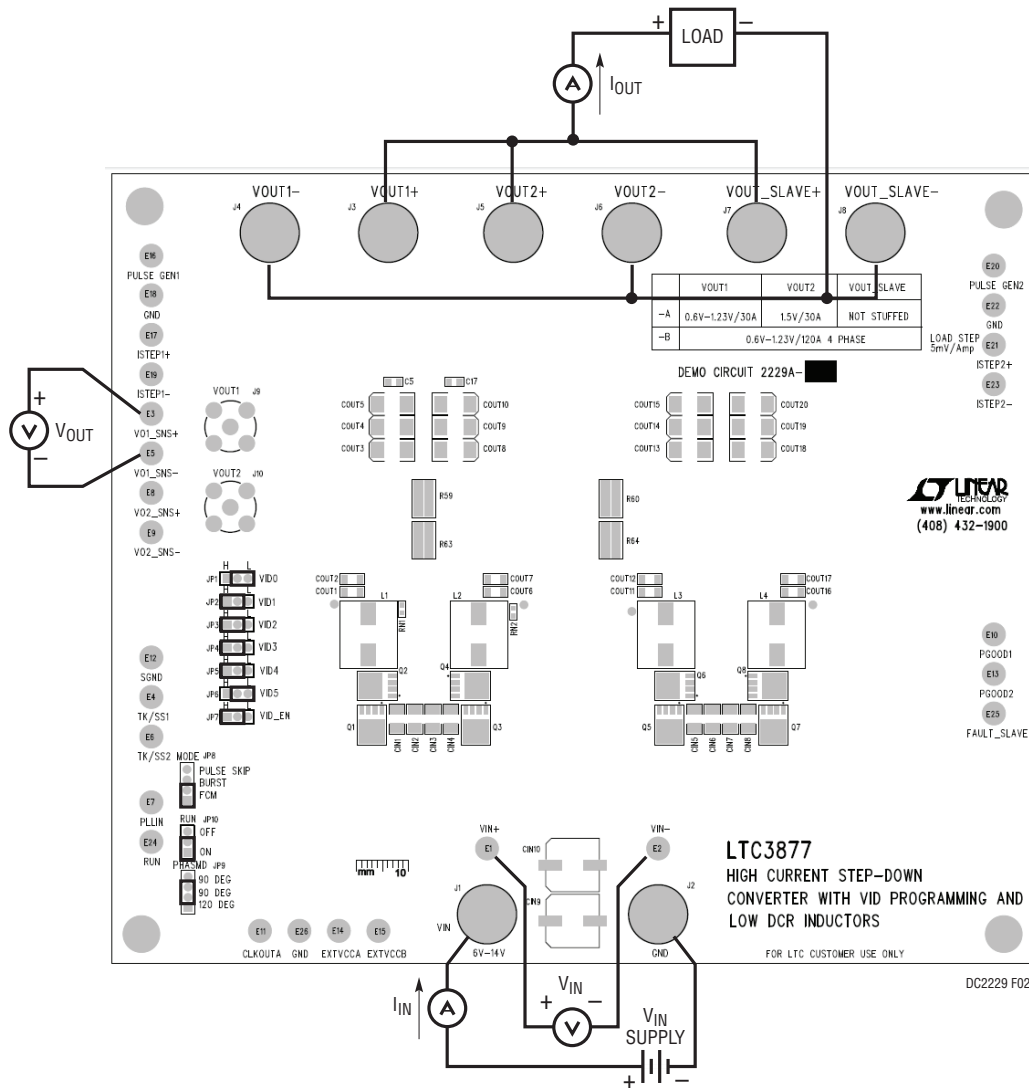 + LOAD −
A IOUT
VOUT1- VOUT1+ VOUT2+ VOUT2- VOUT_SLAVE+ VOUT_SLAVE-
J4 J3 J5 J6 J7 J8
E16
PULSE GEN1
E18
GND
E17
ISTEP1+
E19
ISTEP1-
E3
VO1_SNS+
E5
VO1_SNS-
E8
VO2_SNS+
E9
VO2_SNS-
+
V VOUT
−
E20
PULSE GEN2
E22
GND
LOAD STEP
5mV/Amp
E21
ISTEP2+
E23
ISTEP2-
VOUT1 VOUT2 VOUT_SLAVE
-A 0.6V-1.23V/30A 1.5V/30A NOT STUFFED
-B 0.6V-1.23V/120A 4 PHASE
DEMO CIRCUIT 2229A-
VOUT1 J9
VOUT2 J10
C5 C17
COUT5 COUT10
COUT4 COUT9
COUT3 COUT8
COUT15 COUT20
COUT14 COUT19
COUT13 COUT18
R59 R60
R63 R64
LINEAR
TECHNOLOGY
www.linear.com
(408) 432-1900
H L
JP1 VID0
JP2 VID1
JP3 VID2
JP4 VID3
JP5 VID4
JP6 VID5
JP7 VID_EN
COUT2 COUT7 COUT12 COUT17
COUT1 COUT6 COUT11 COUT16
L1 L2 L3 L4
RN1 RN2
Q2 Q4 Q6 Q8
Q1 Q3 Q5 Q7
CIN1 CIN2 CIN3 CIN4 CIN5 CIN6 CIN7 CIN8
E12
SGND
E4
TK/SS1
E6
TK/SS2
E7
PLLIN
E24
RUN
MODE JP8
PULSE SKIP
BURST
FCM
RUN JP10
OFF
ON
PHASMD JP9
90 DEG
90 DEG
120 DEG
E10
PGOOD1
E13
PGOOD2
E25
FAULT_SLAVE
mm 10
VIN+ E1
VIN- E2
CIN10
CIN9
J1 J2
VIN
6V-14V
GND
E11 E26 E14 E15
CLKOUTA GND EXTVCCA EXTVCCB
LTC3877
HIGH CURRENT STEP-DOWN
CONVERTER WITH VID PROGRAMMING AND
LOW DCR INDUCTORS
FOR LTC CUSTOMER USE ONLY
DC2229 F02
IIN A
VIN
+ V −
VIN
SUPPLY
+ −